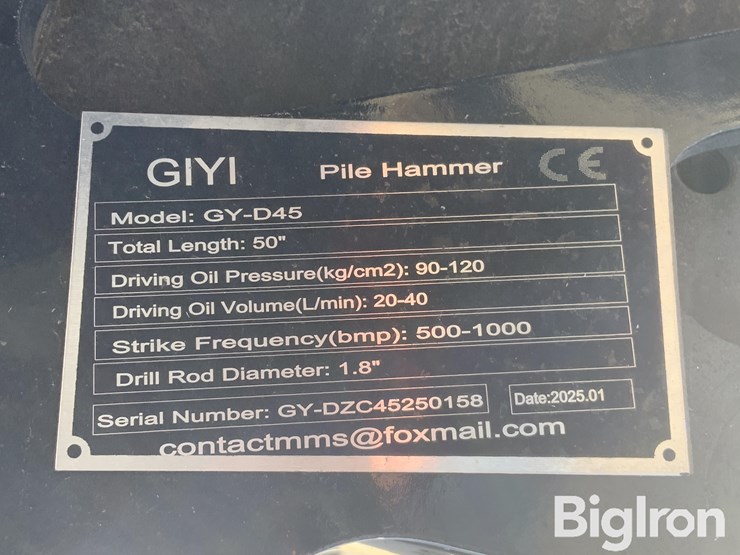 GIYI Pile Hammer CE
Model: GY-D45
Total Length: 50"
Driving Oil Pressure(kg/cm2): 90-120
Driving Oil Volume(L/min): 20-40
Strike Frequency(bmp): 500-1000
Drill Rod Diameter: 1.8"
Serial Number: GY-DZC45250158 Date:2025.01
contactmms@foxmail.com
BigIron